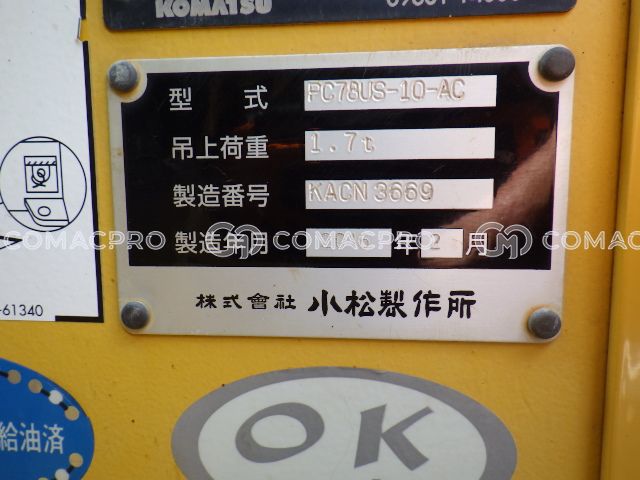 KOMATSU
型 式 PC78US-10-AC
吊上荷重 1.7t
製造番号 KACN 3669
COMACPRO COMACPRO
製造年月 年 2 月
株式會社 小松製作所
-61340
給油済
OK